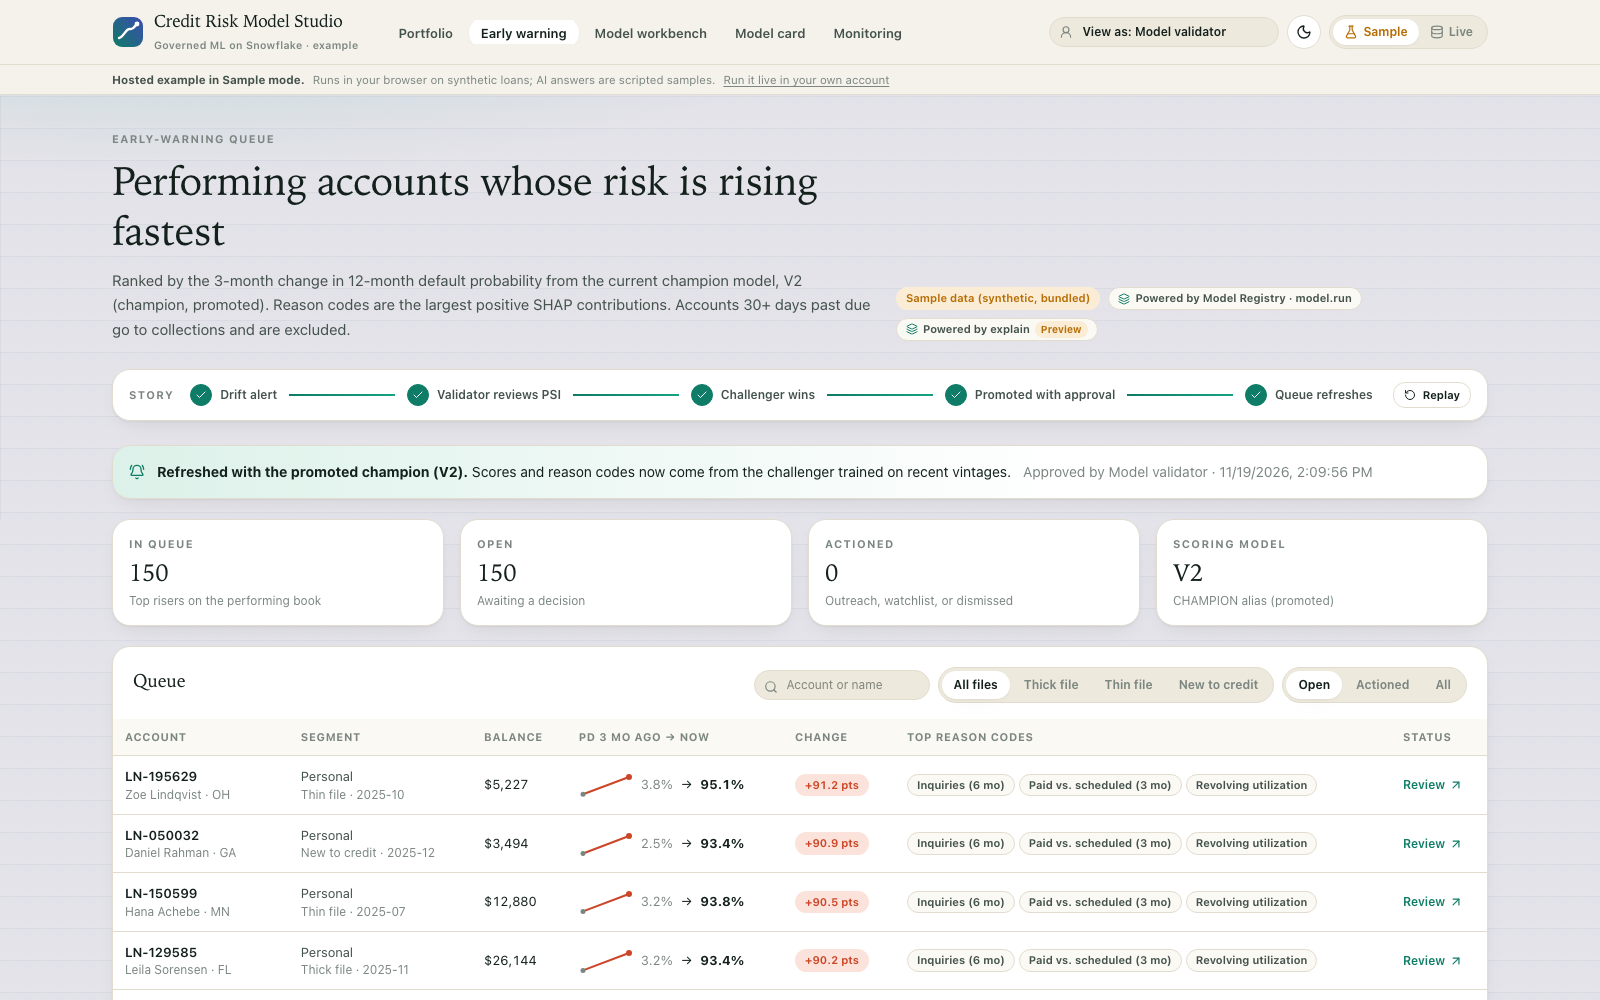 Credit Risk Model Studio
Governed ML on Snowflake · example
Portfolio
Early warning
Model workbench
Model card
Monitoring
View as: Model validator
Sample
Live
Hosted example in Sample mode. Runs in your browser on synthetic loans; AI answers are scripted samples. Run it live in your own account
EARLY-WARNING QUEUE
Performing accounts whose risk is rising
fastest
Ranked by the 3-month change in 12-month default probability from the current champion model, V2
(champion, promoted). Reason codes are the largest positive SHAP contributions. Accounts 30+ days past due
go to collections and are excluded.
Sample data (synthetic, bundled)
Powered by Model Registry · model.run
Powered by explain Preview
STORY
Drift alert
Validator reviews PSI
Challenger wins
Promoted with approval
Queue refreshes
Replay
Refreshed with the promoted champion (V2). Scores and reason codes now come from the challenger trained on recent vintages. Approved by Model validator · 11/19/2026, 2:09:56 PM
IN QUEUE
150
Top risers on the performing book
OPEN
150
Awaiting a decision
ACTIONED
0
Outreach, watchlist, or dismissed
SCORING MODEL
V2
CHAMPION alias (promoted)
Queue
Account or name
All files
Thick file
Thin file
New to credit
Open
Actioned
All
ACCOUNT
SEGMENT
BALANCE
PD 3 MO AGO → NOW
CHANGE
TOP REASON CODES
STATUS
LN-195629
Zoe Lindqvist · OH
Personal
Thin file · 2025-10
$5,227
3.8% → 95.1%
+91.2 pts
Inquiries (6 mo)
Paid vs. scheduled (3 mo)
Revolving utilization
Review ↗
LN-050032
Daniel Rahman · GA
Personal
New to credit · 2025-12
$3,494
2.5% → 93.4%
+90.9 pts
Inquiries (6 mo)
Paid vs. scheduled (3 mo)
Revolving utilization
Review ↗
LN-150599
Hana Achebe · MN
Personal
Thin file · 2025-07
$12,880
3.2% → 93.8%
+90.5 pts
Inquiries (6 mo)
Paid vs. scheduled (3 mo)
Revolving utilization
Review ↗
LN-129585
Leila Sorensen · FL
Personal
Thick file · 2025-11
$26,144
3.2% → 93.4%
+90.2 pts
Inquiries (6 mo)
Paid vs. scheduled (3 mo)
Revolving utilization
Review ↗